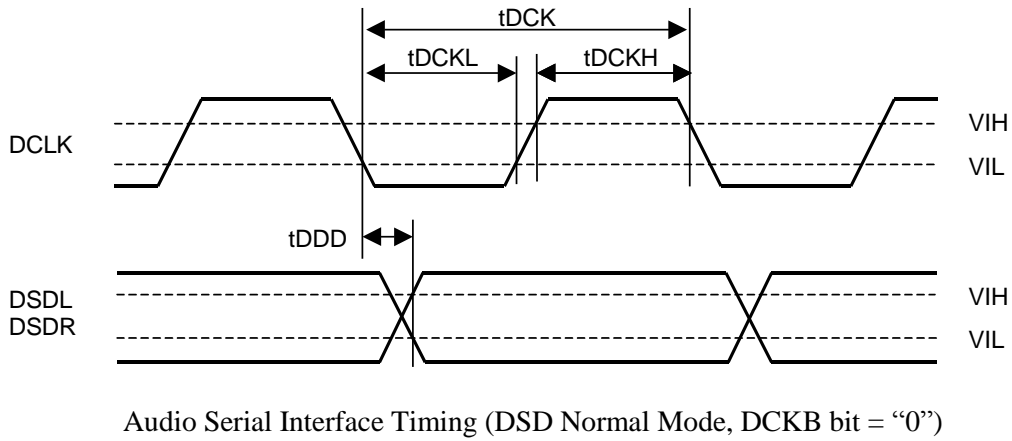 tDCK
tDCKL
tDCKH
DCLK
VIH
VIL
tDDD
DSDL
DSDR
VIH
VIL
Audio Serial Interface Timing (DSD Normal Mode, DCKB bit = “0”)